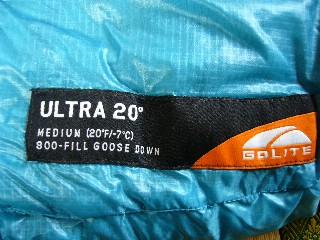 ULTRA 20°
MEDIUM (20°F/-7°C)
800-FILL GOOSE DOWN
GOLITE